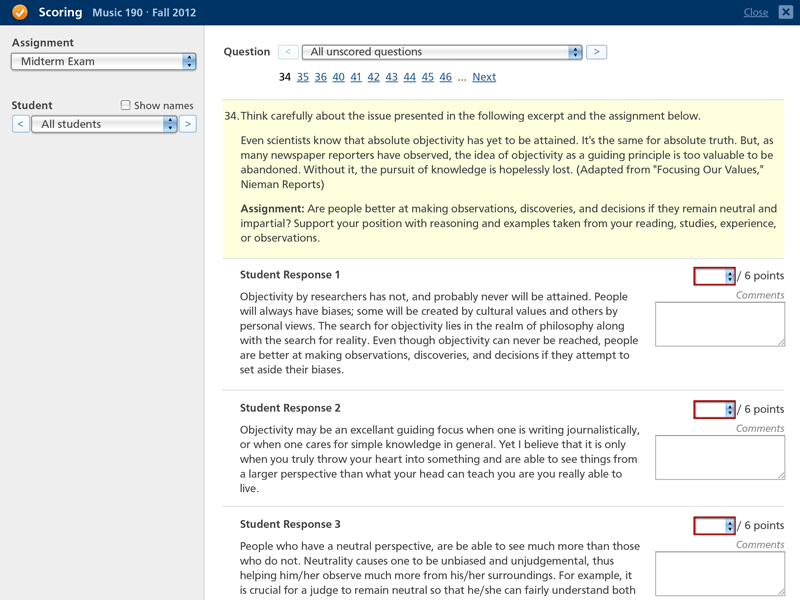 Scoring Music 190 · Fall 2012 Close
Assignment
Midterm Exam
Student Show names
< All students >
Question < All unscored questions >
34 35 36 40 41 42 43 44 45 46 ... Next
34. Think carefully about the issue presented in the following excerpt and the assignment below.
Even scientists know that absolute objectivity has yet to be attained. It's the same for absolute truth. But, as
many newspaper reporters have observed, the idea of objectivity as a guiding principle is too valuable to be
abandoned. Without it, the pursuit of knowledge is hopelessly lost. (Adapted from "Focusing Our Values,"
Nieman Reports)
Assignment: Are people better at making observations, discoveries, and decisions if they remain neutral and
impartial? Support your position with reasoning and examples taken from your reading, studies, experience,
or observations.
Student Response 1 / 6 points
Comments
Objectivity by researchers has not, and probably never will be attained. People
will always have biases; some will be created by cultural values and others by
personal views. The search for objectivity lies in the realm of philosophy along
with the search for reality. Even though objectivity can never be reached, people
are better at making observations, discoveries, and decisions if they attempt to
set aside their biases.
Student Response 2 / 6 points
Comments
Objectivity may be an excellent guiding focus when one is writing journalistically,
or when one cares for simple knowledge in general. Yet I believe that it is only
when you truly throw your heart into something and are able to see things from
a larger perspective than what your head can teach you are you really able to
live.
Student Response 3 / 6 points
Comments
People who have a neutral perspective, are be able to see much more than those
who do not. Neutrality causes one to be unbiased and unjudgemental, thus
helping him/her observe much more from his/her surroundings. For example, it
is crucial for a judge to remain neutral so that he/she can fairly understand both